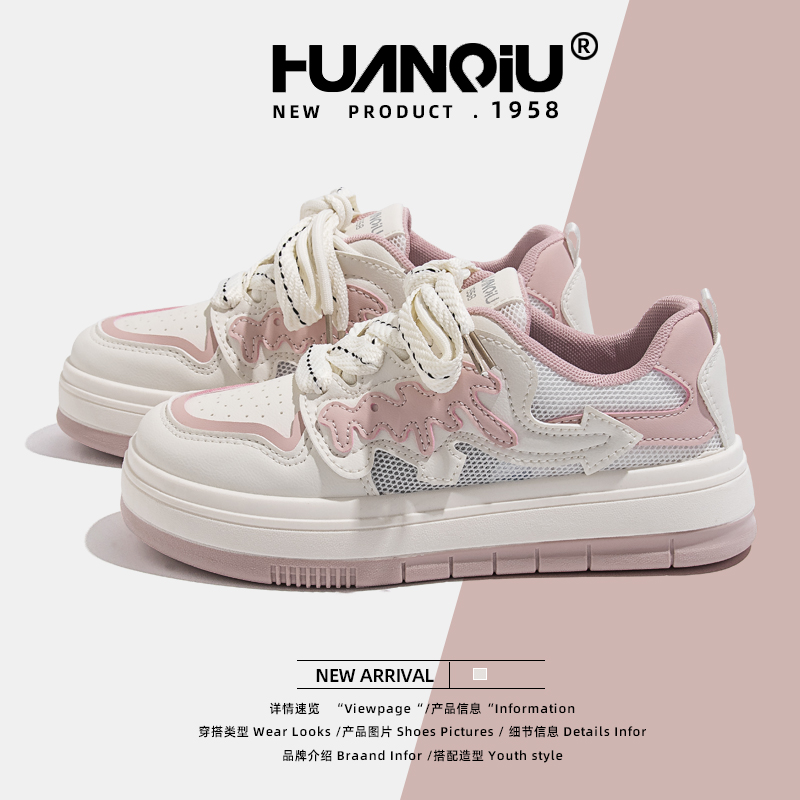 HUANQiU®
NEW PRODUCT . 1958
NEW ARRIVAL
详情速览 “Viewpage “ /产品信息 “Information
穿搭类型 Wear Looks /产品图片 Shoes Pictures / 细节信息 Details Infor
品牌介绍 Braand Infor /搭配造型 Youth style